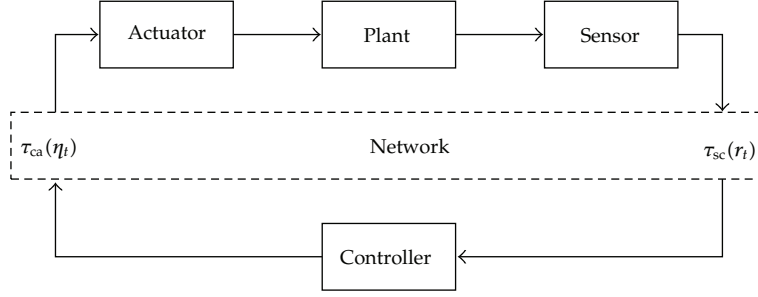 Actuator
Plant
Sensor
τca(ηt)
Network
τsc(rt)
Controller